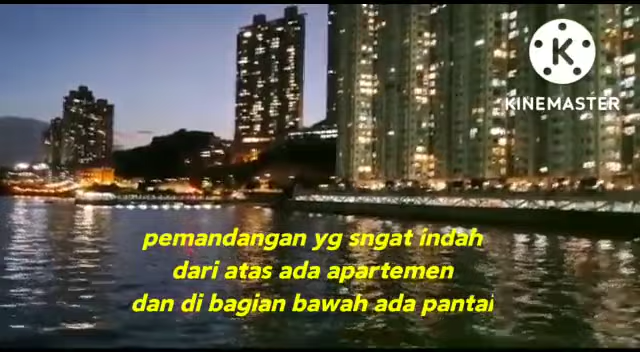 K
KINEMASTER
pemandangan yg sngat indah
dari atas ada apartemen
dan di bagian bawah ada pantai